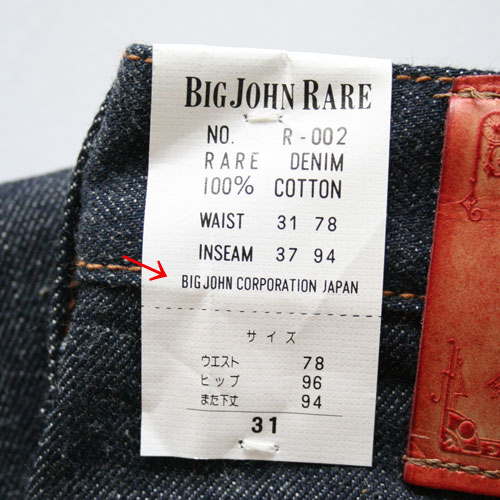 BIG JOHN RARE
NO. R-002
RARE DENIM
100% COTTON
WAIST 31 78
INSEAM 37 94
BIG JOHN CORPORATION JAPAN
サイズ
ウエスト 78
ヒップ 96
また下丈 94
31